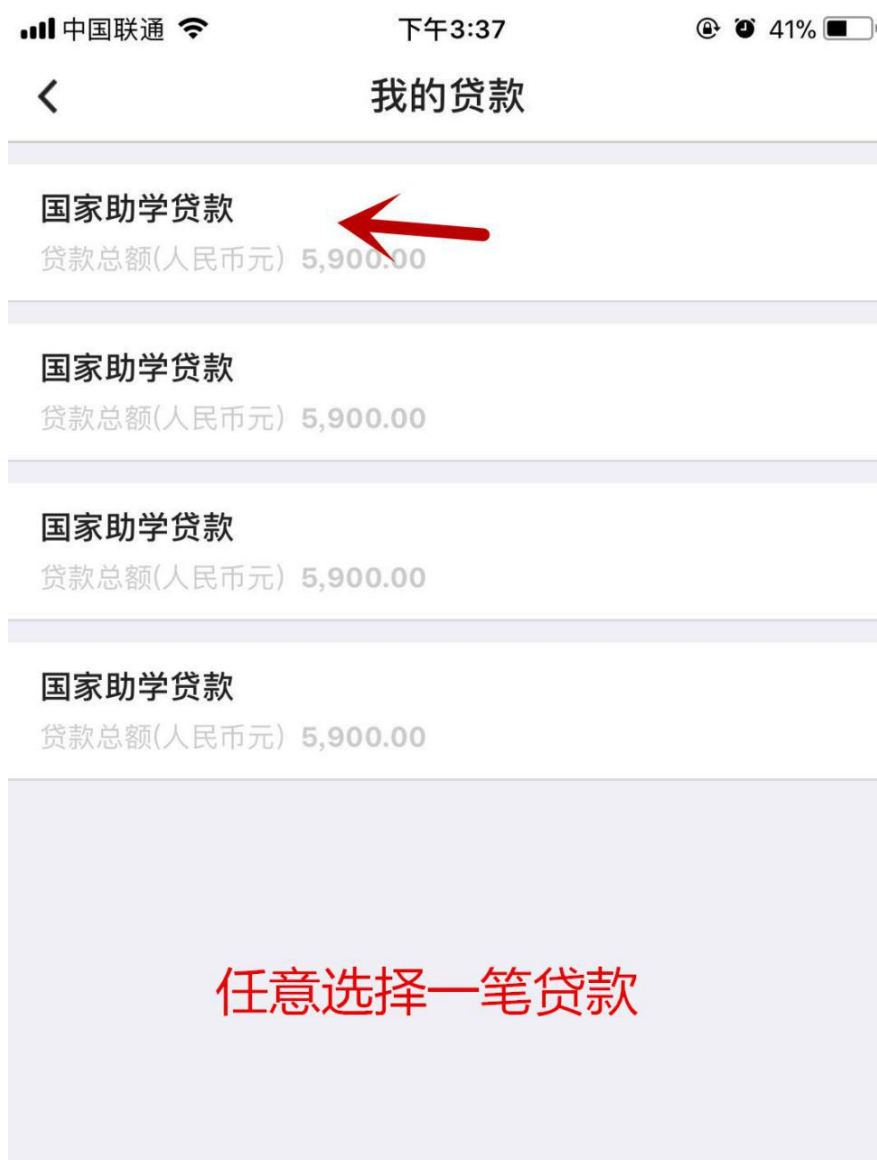 中国联通 下午3:37 41%
我的贷款
国家助学贷款
贷款总额(人民币元) 5,900.00
国家助学贷款
贷款总额(人民币元) 5,900.00
国家助学贷款
贷款总额(人民币元) 5,900.00
国家助学贷款
贷款总额(人民币元) 5,900.00
任意选择一笔贷款